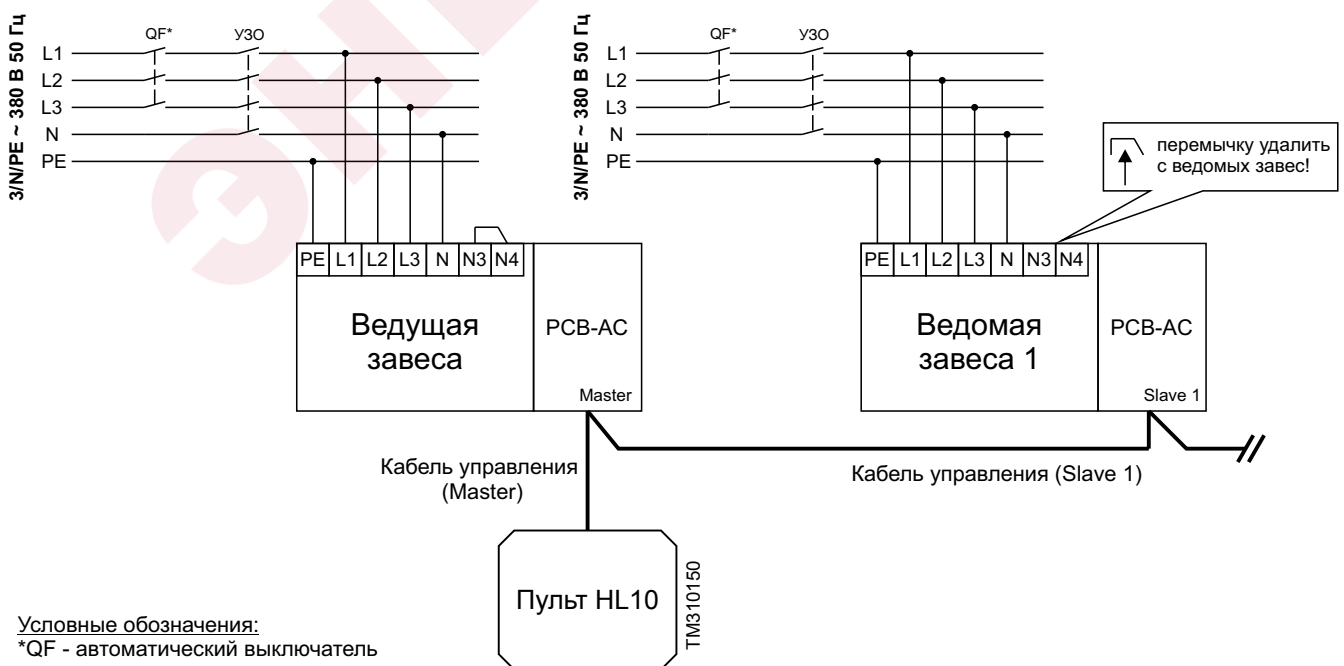 3/N/PE ~ 380 В 50 Гц
QF*
УЗО
L1
L2
L3
N
PE
3/N/PE ~ 380 В 50 Гц
QF*
УЗО
L1
L2
L3
N
PE
перемычку удалить
с ведомых завес!
PE L1 L2 L3 N N3 N4
Ведущая
завеса
PCB-AC
Master
PE L1 L2 L3 N N3 N4
Ведомая
завеса 1
PCB-AC
Slave 1
Кабель управления
(Master)
Кабель управления (Slave 1)
Пульт HL10
TM310150
Условные обозначения:
*QF - автоматический выключатель